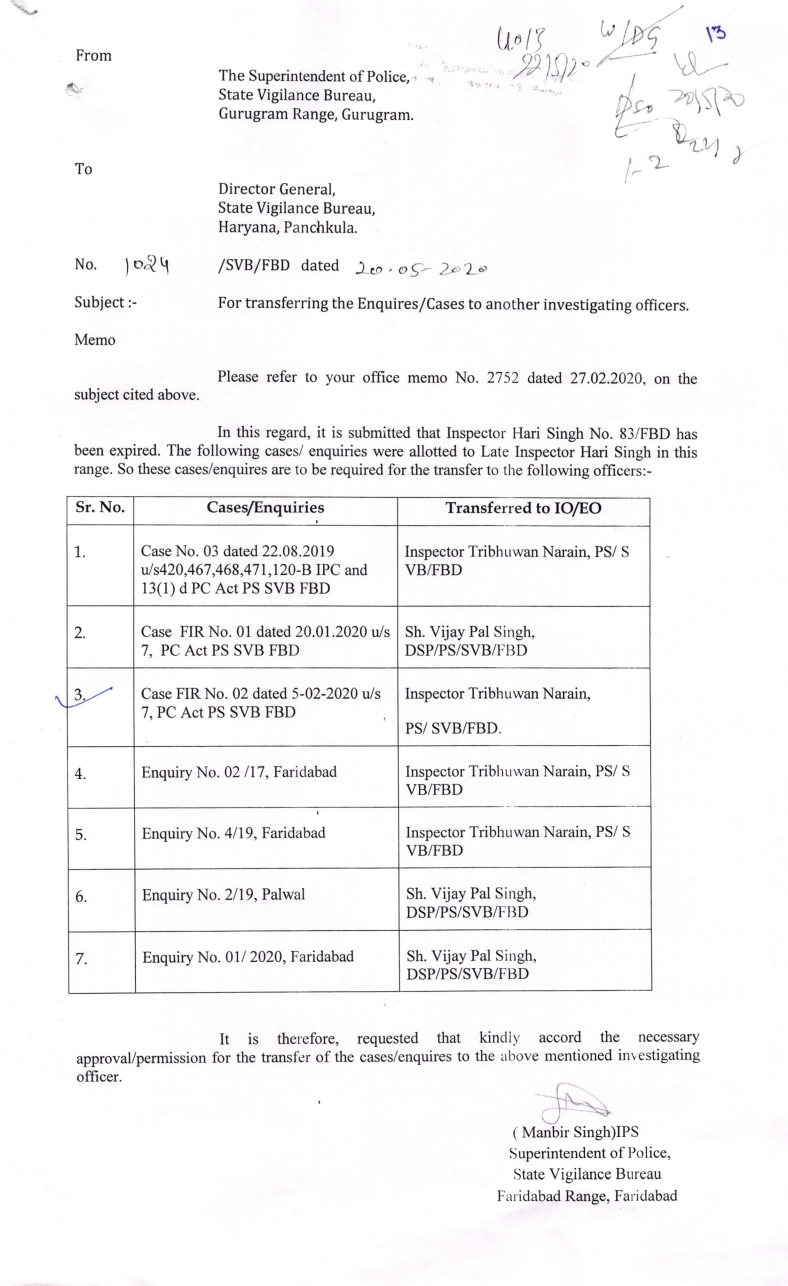 13
22/5/20
20/5/20
1-2
From
The Superintendent of Police,
State Vigilance Bureau,
Gurugram Range, Gurugram.
To
Director General,
State Vigilance Bureau,
Haryana, Panchkula.
No. 1024 /SVB/FBD dated 20.05-2020
Subject :- For transferring the Enquires/Cases to another investigating officers.
Memo
Please refer to your office memo No. 2752 dated 27.02.2020, on the
subject cited above.
In this regard, it is submitted that Inspector Hari Singh No. 83/FBD has
been expired. The following cases/ enquiries were allotted to Late Inspector Hari Singh in this
range. So these cases/enquires are to be required for the transfer to the following officers:-
Sr. No. Cases/Enquiries Transferred to IO/EO
1. Case No. 03 dated 22.08.2019 Inspector Tribhuwan Narain, PS/ S
u/s420,467,468,471,120-B IPC and VB/FBD
13(1) d PC Act PS SVB FBD
2. Case FIR No. 01 dated 20.01.2020 u/s Sh. Vijay Pal Singh,
7, PC Act PS SVB FBD DSP/PS/SVB/FBD
3. Case FIR No. 02 dated 5-02-2020 u/s Inspector Tribhuwan Narain,
7, PC Act PS SVB FBD
PS/ SVB/FBD.
4. Enquiry No. 02 /17, Faridabad Inspector Tribhuwan Narain, PS/ S
VB/FBD
5. Enquiry No. 4/19, Faridabad Inspector Tribhuwan Narain, PS/ S
VB/FBD
6. Enquiry No. 2/19, Palwal Sh. Vijay Pal Singh,
DSP/PS/SVB/FBD
7. Enquiry No. 01/ 2020, Faridabad Sh. Vijay Pal Singh,
DSP/PS/SVB/FBD
It is therefore, requested that kindly accord the necessary
approval/permission for the transfer of the cases/enquires to the above mentioned investigating
officer.
( Manbir Singh)IPS
Superintendent of Police,
State Vigilance Bureau
Faridabad Range, Faridabad